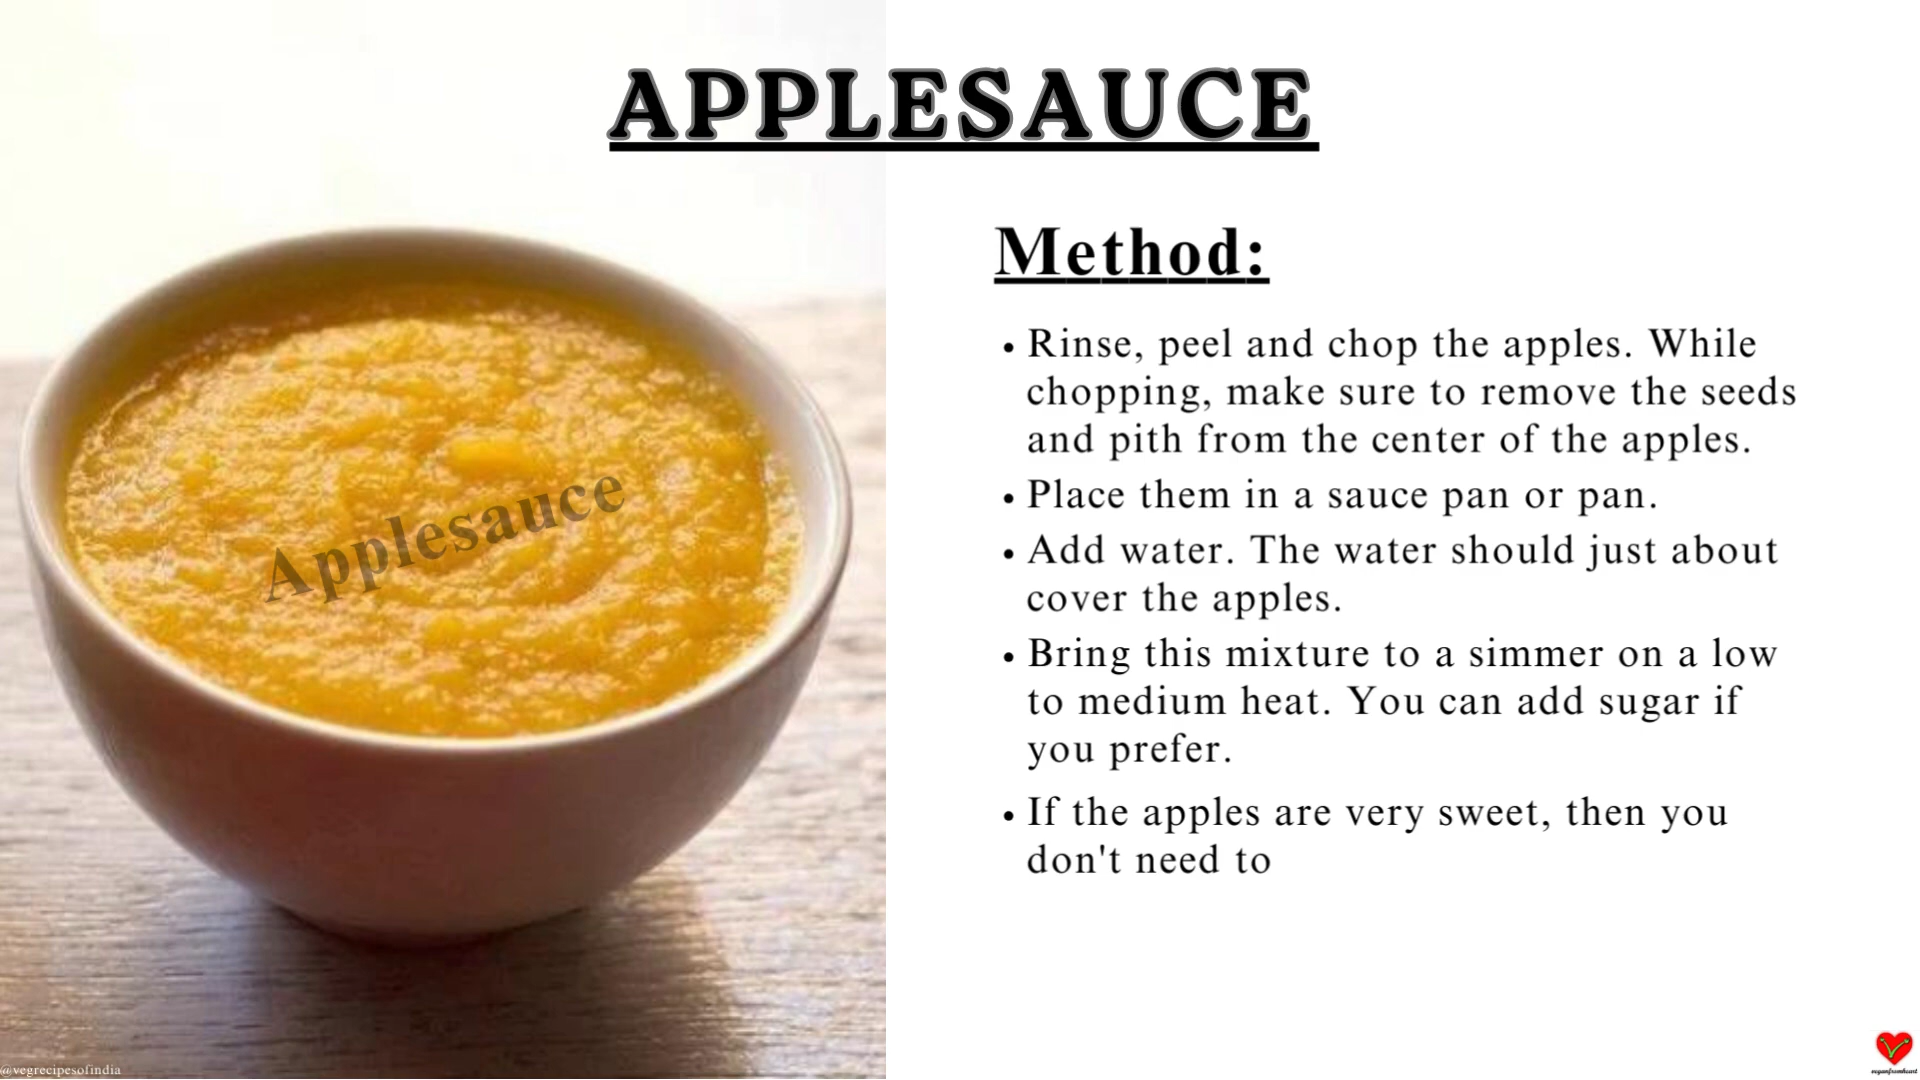 APPLESAUCE
Method:
• Rinse, peel and chop the apples. While
chopping, make sure to remove the seeds
and pith from the center of the apples.
• Place them in a sauce pan or pan.
• Add water. The water should just about
cover the apples.
• Bring this mixture to a simmer on a low
to medium heat. You can add sugar if
you prefer.
• If the apples are very sweet, then you
don't need to
Applesauce
@vegrecipesofindia
veganfromheart